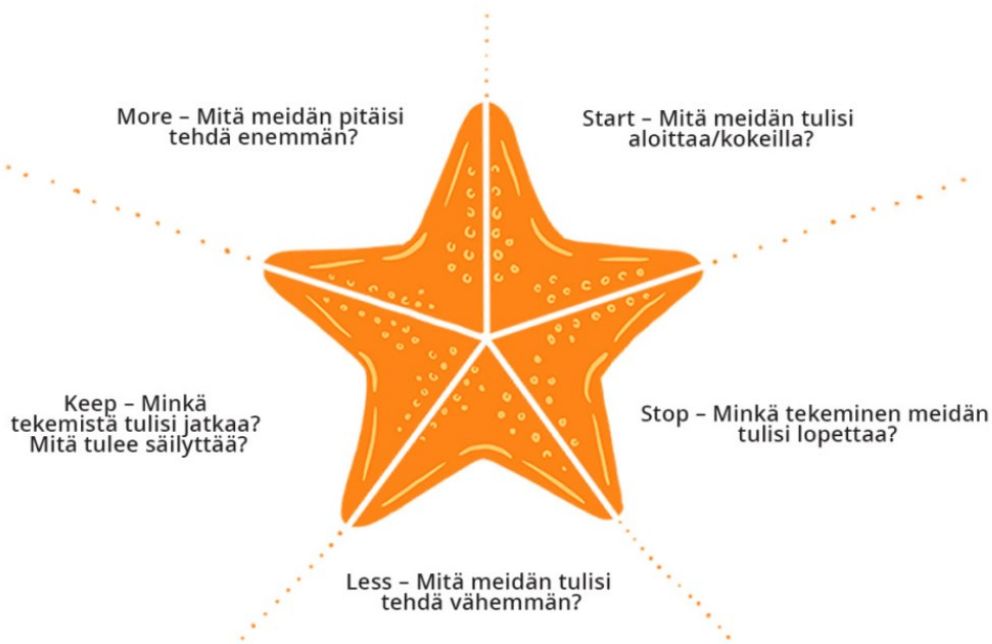 More – Mitä meidän pitäisi
tehdä enemmän?
Start – Mitä meidän tulisi
aloittaa/kokeilla?
Keep – Minkä
tekemistä tulisi jatkaa?
Mitä tulee säilyttää?
Stop – Minkä tekeminen meidän
tulisi lopettaa?
Less – Mitä meidän tulisi
tehdä vähemmän?